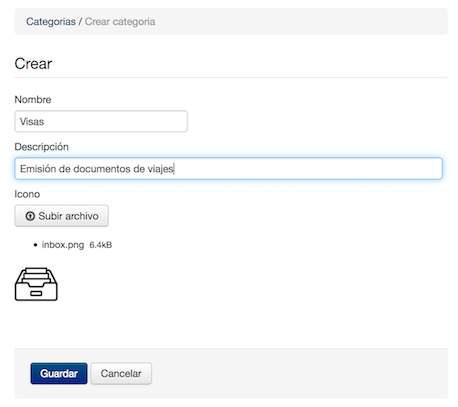 Categorias / Crear categoria
Crear
Nombre
Visas
Descripción
Emisión de documentos de viajes
Icono
Subir archivo
inbox.png 6.4kB
Guardar Cancelar